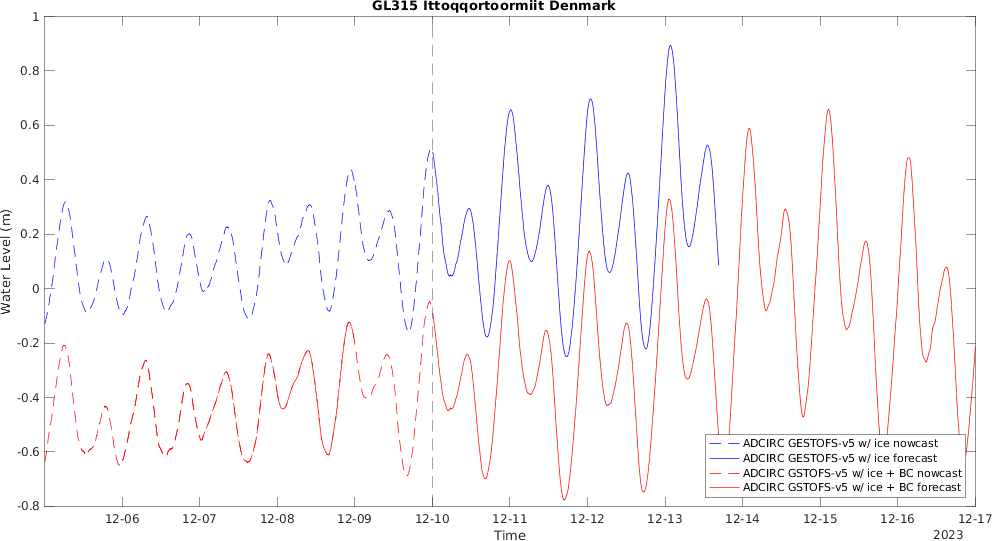 GL315 Ittoqqortoormiit Denmark
1
0.8
0.6
0.4
0.2
0
-0.2
-0.4
-0.6
-0.8
Water Level (m)
12-06 12-07 12-08 12-09 12-10 12-11 12-12 12-13 12-14 12-15 12-16 12-17
Time
2023
ADCIRC GESTOFS-v5 w/ ice nowcast
ADCIRC GESTOFS-v5 w/ ice forecast
ADCIRC GSTOFS-v5 w/ ice + BC nowcast
ADCIRC GSTOFS-v5 w/ ice + BC forecast